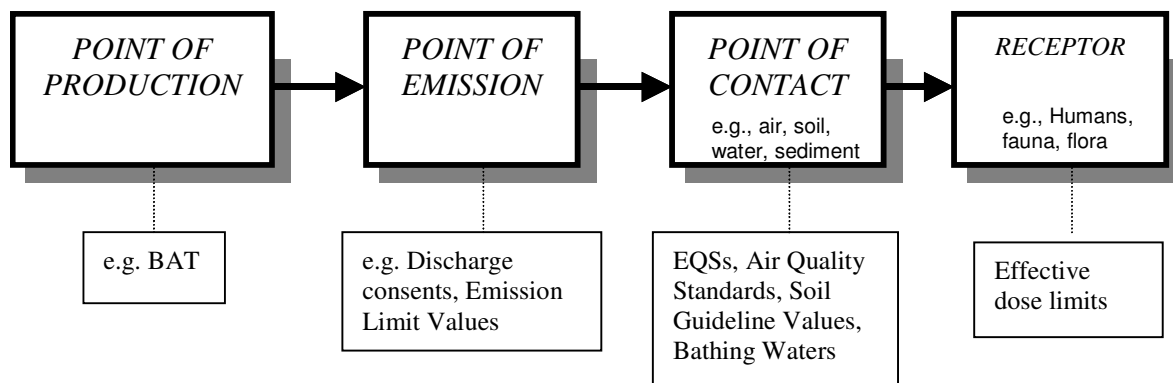 POINT OF
PRODUCTION
POINT OF
EMISSION
POINT OF
CONTACT
e.g., air, soil,
water, sediment
RECEPTOR
e.g., Humans,
fauna, flora
e.g. BAT
e.g. Discharge
consents, Emission
Limit Values
EQSs, Air Quality
Standards, Soil
Guideline Values,
Bathing Waters
Effective
dose limits